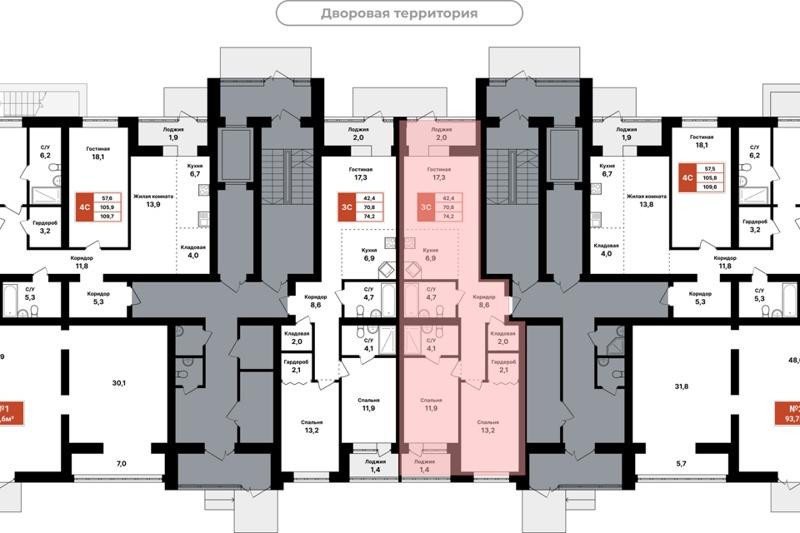 Дворовая территория
Лоджия
1,9
Лоджия
2,0
Лоджия
2,0
Лоджия
1,9
С/У
6,2
Гостиная
18,1
Кухня
6,7
Гостиная
17,3
Гостиная
17,3
Кухня
6,7
Гостиная
18,1
С/У
6,2
4С
57,6
105,9
109,7
Жилая комната
13,9
3С
42,4
70,8
74,2
3С
42,4
70,8
74,2
Жилая комната
13,8
4С
57,5
105,8
109,6
Гардероб
3,2
Гардероб
3,2
Кладовая
4,0
Кухня
6,9
Кухня
6,9
Кладовая
4,0
Коридор
11,8
Коридор
11,8
С/У
5,3
Коридор
5,3
Коридор
8,6
С/У
4,7
С/У
4,7
Коридор
8,6
Коридор
5,3
С/У
5,3
Кладовая
2,0
С/У
4,1
С/У
4,1
Кладовая
2,0
Гардероб
2,1
Гардероб
2,1
30,1
31,8
Спальня
11,9
Спальня
11,9
№1
Спальня
13,2
Спальня
13,2
93,7
7,0
Лоджия
1,4
Лоджия
1,4
5,7